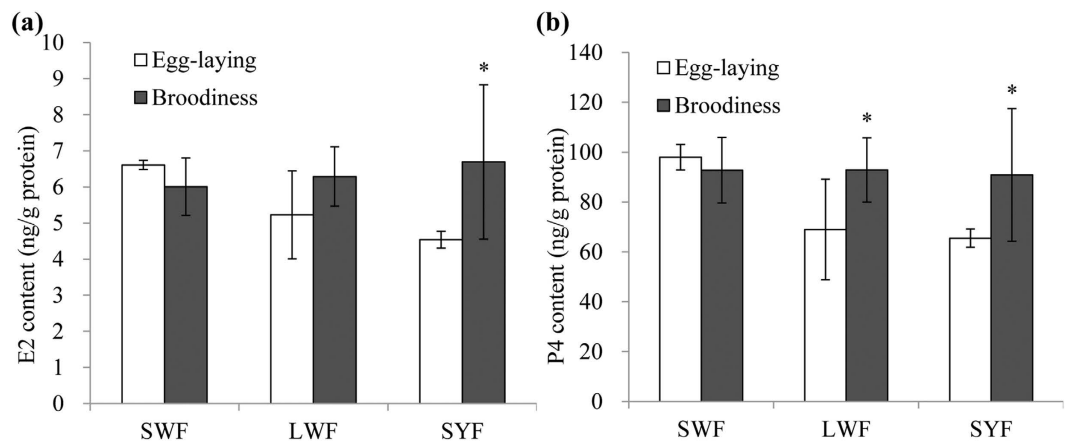 (a)
E2 content (ng/g protein)
10
9
8
7
6
5
4
3
2
1
0
Egg-laying
Broodiness
*
SWF LWF SYF
(b)
P4 content (ng/g protein)
140
120
100
80
60
40
20
0
Egg-laying
Broodiness
* *
SWF LWF SYF